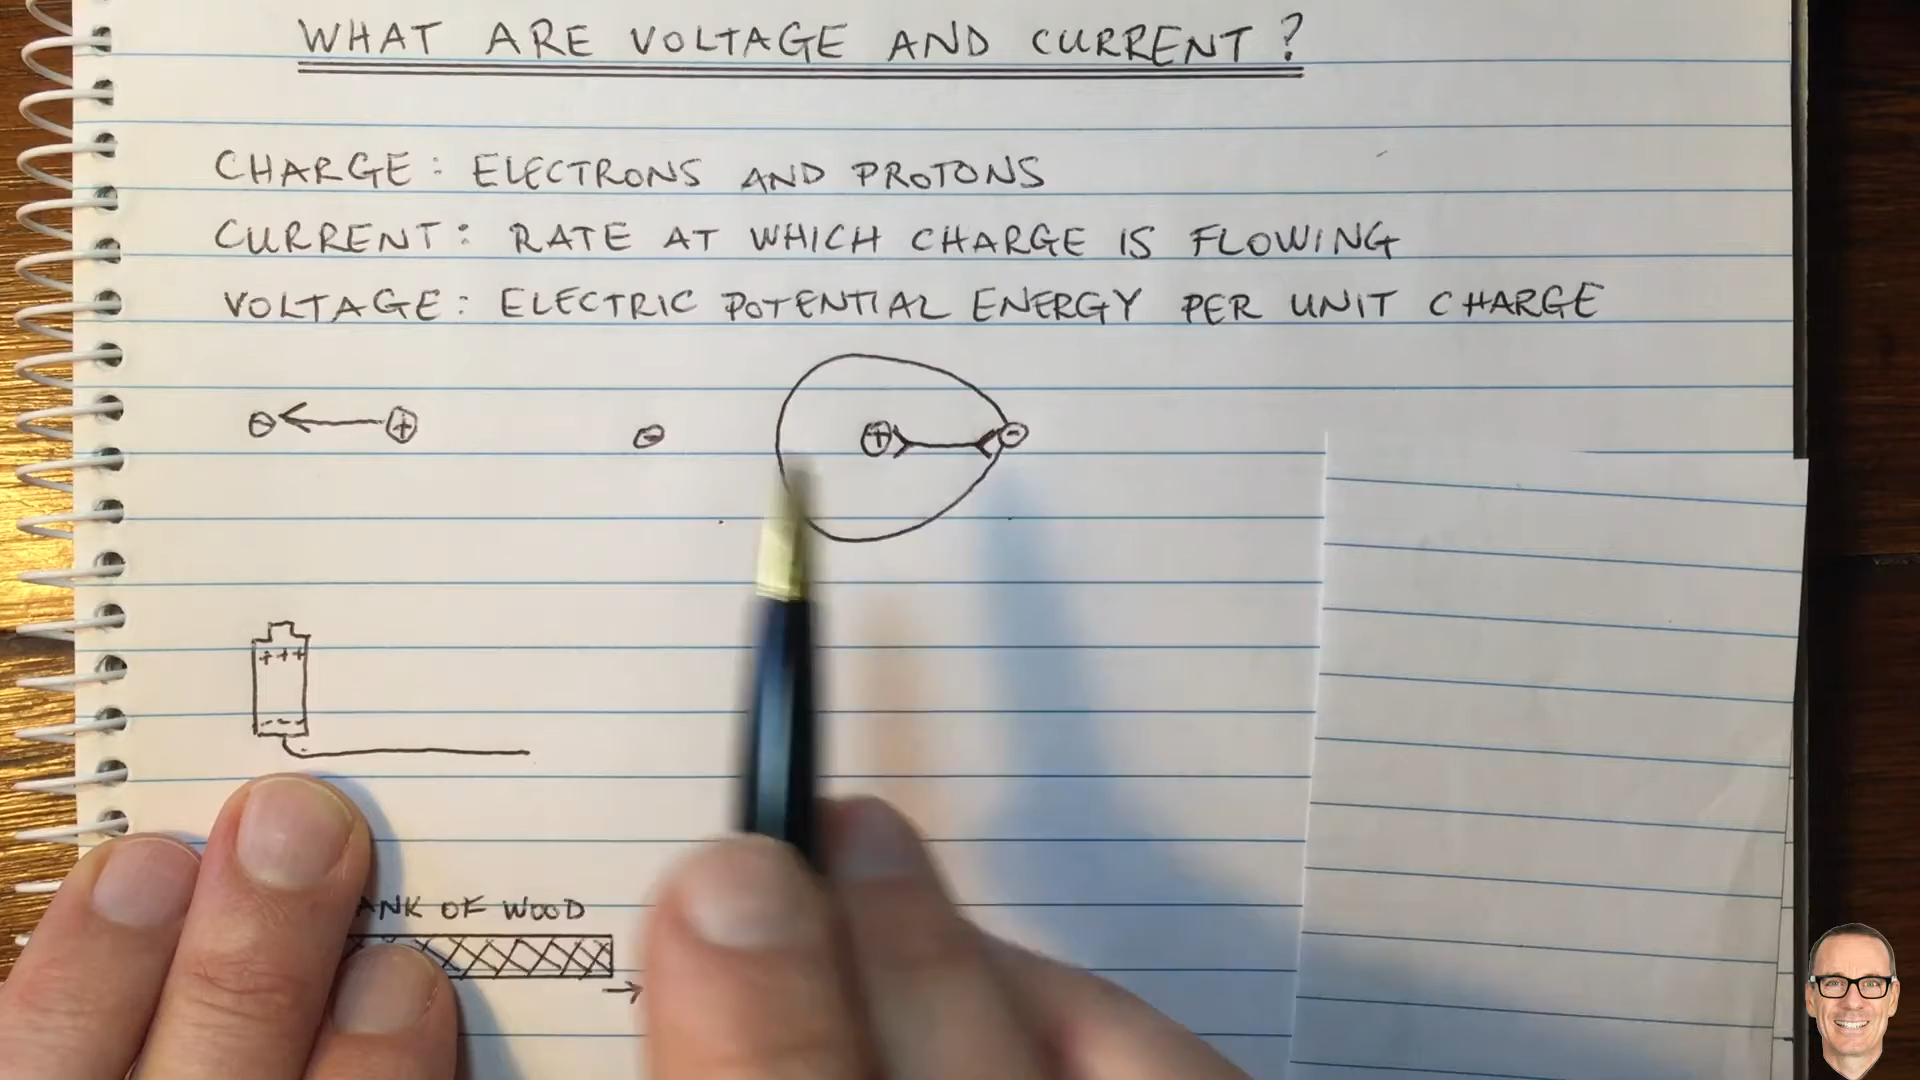 WHAT ARE VOLTAGE AND CURRENT?
CHARGE: ELECTRONS AND PROTONS
CURRENT: RATE AT WHICH CHARGE IS FLOWING
VOLTAGE: ELECTRIC POTENTIAL ENERGY PER UNIT CHARGE
- + - + -
+++
---
OF WOOD